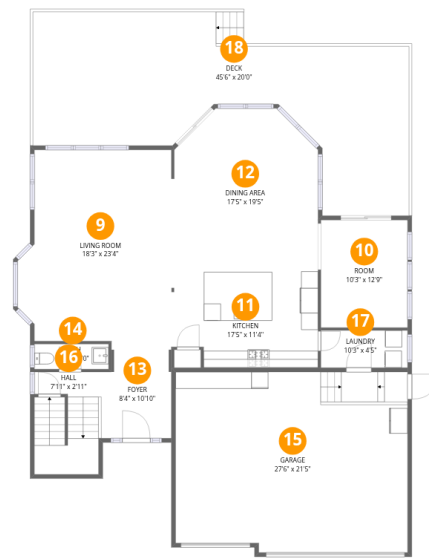 18
DECK
45'6" x 20'0"
12
DINING AREA
17'5" x 19'5"
9
LIVING ROOM
18'3" x 23'4"
10
ROOM
10'3" x 12'9"
11
KITCHEN
17'5" x 11'4"
17
LAUNDRY
10'3" x 4'5"
14
16
HALL
7'11" x 2'11"
13
FOYER
8'4" x 10'10"
15
GARAGE
27'6" x 21'5"